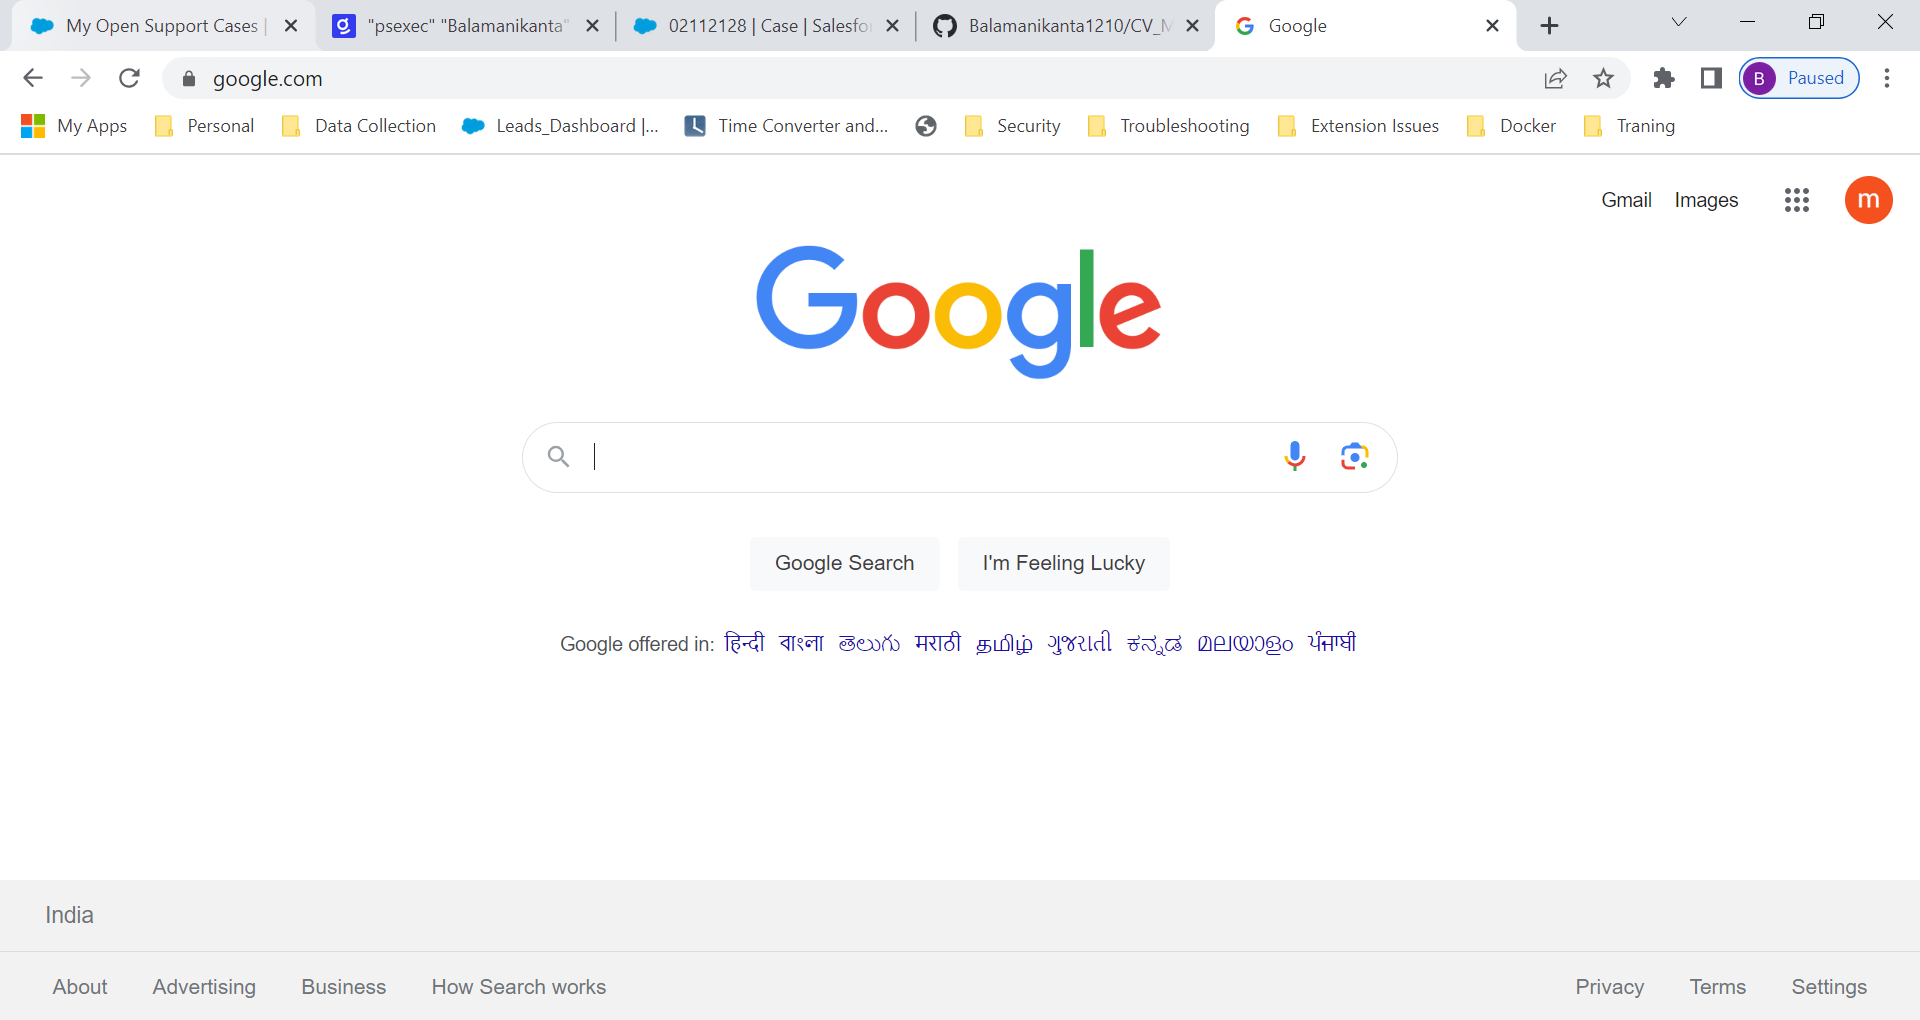 My Open Support Cases | "psexec" "Balamanikanta" 02112128 | Case | Salesfo Balamanikanta1210/CV_M Google
google.com B Paused
My Apps Personal Data Collection Leads_Dashboard |... Time Converter and... Security Troubleshooting Extension Issues Docker Traning
Gmail Images m
Google
Google Search I'm Feeling Lucky
Google offered in: हिन्दी বাংলা తెలుగు मराठी தமிழ் ગુજરાતી ಕನ್ನಡ മലയാളം ਪੰਜਾਬੀ
India
About Advertising Business How Search works Privacy Terms Settings